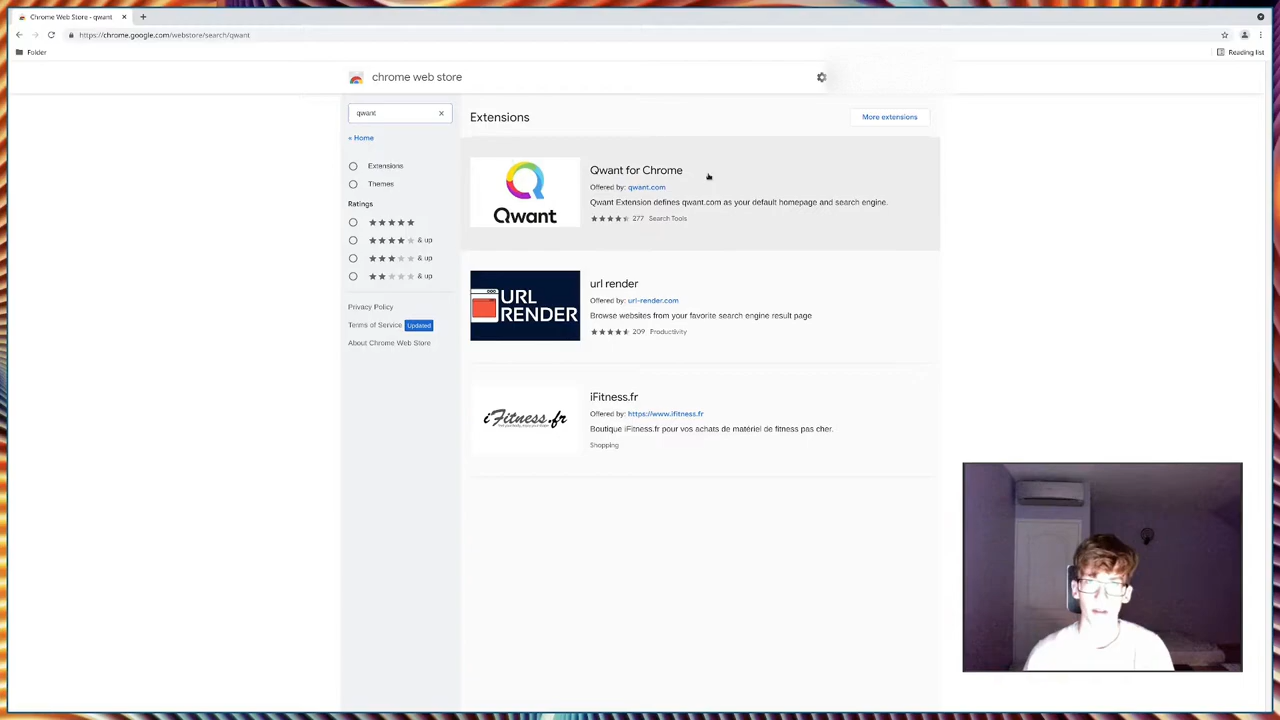 Chrome Web Store - qwant
https://chrome.google.com/webstore/search/qwant
Folder
Reading list
chrome web store
qwant
« Home
Extensions
Themes
Ratings
& up
& up
& up
Privacy Policy
Terms of Service Updated
About Chrome Web Store
Extensions
More extensions
Qwant
Qwant for Chrome
Offered by: qwant.com
Qwant Extension defines qwant.com as your default homepage and search engine.
277 Search Tools
URL
RENDER
url render
Offered by: url-render.com
Browse websites from your favorite search engine result page
209 Productivity
iFitness.fr
iFitness.fr
Offered by: https://www.ifitness.fr
Boutique iFitness.fr pour vos achats de matériel de fitness pas cher.
Shopping